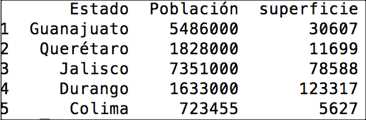 Estado Población superficie
1 Guanajuato 5486000 30607
2 Querétaro 1828000 11699
3 Jalisco 7351000 78588
4 Durango 1633000 123317
5 Colima 723455 5627